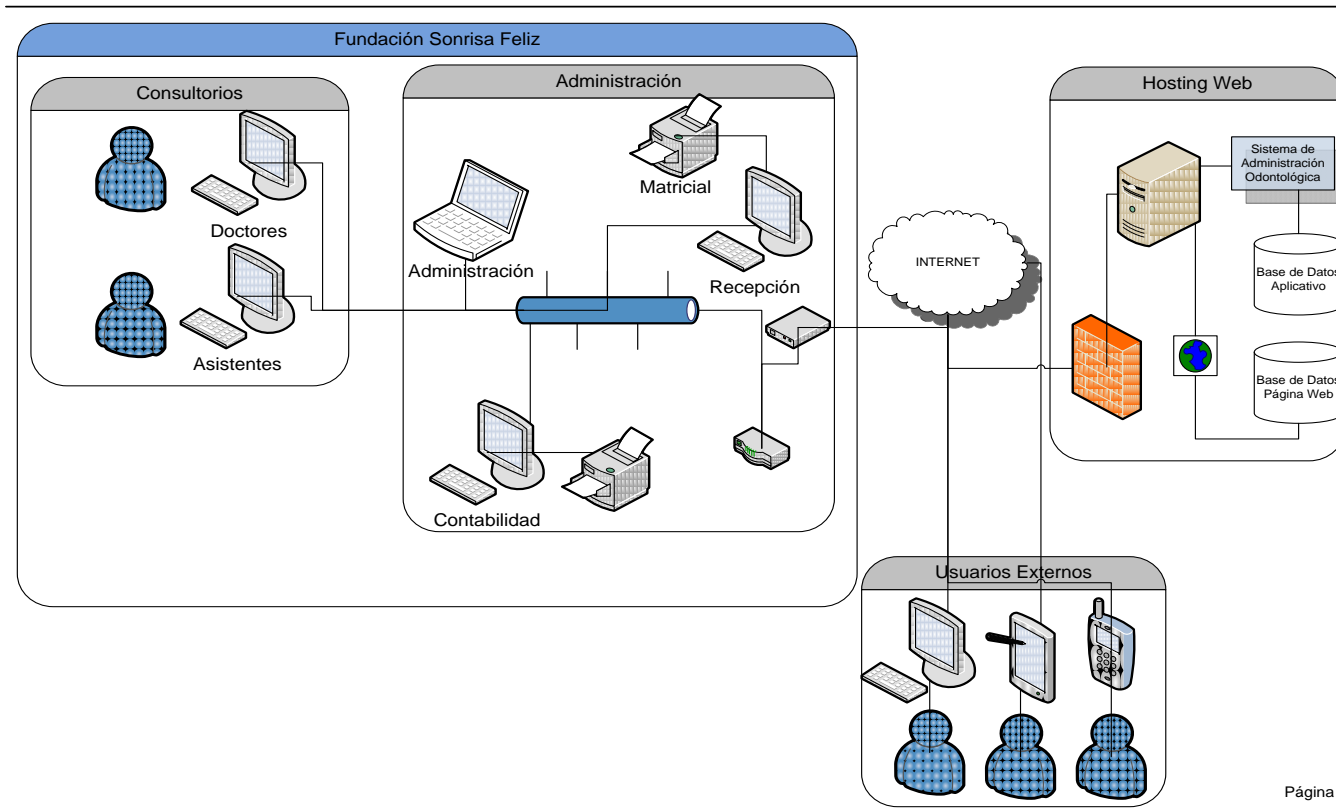 Fundación Sonrisa Feliz
Consultorios
Doctores
Asistentes
Administración
Matricial
Administración
Recepción
Contabilidad
INTERNET
Hosting Web
Sistema de
Administración
Odontológica
Base de Datos
Aplicativo
Base de Datos
Página Web
Usuarios Externos
Página